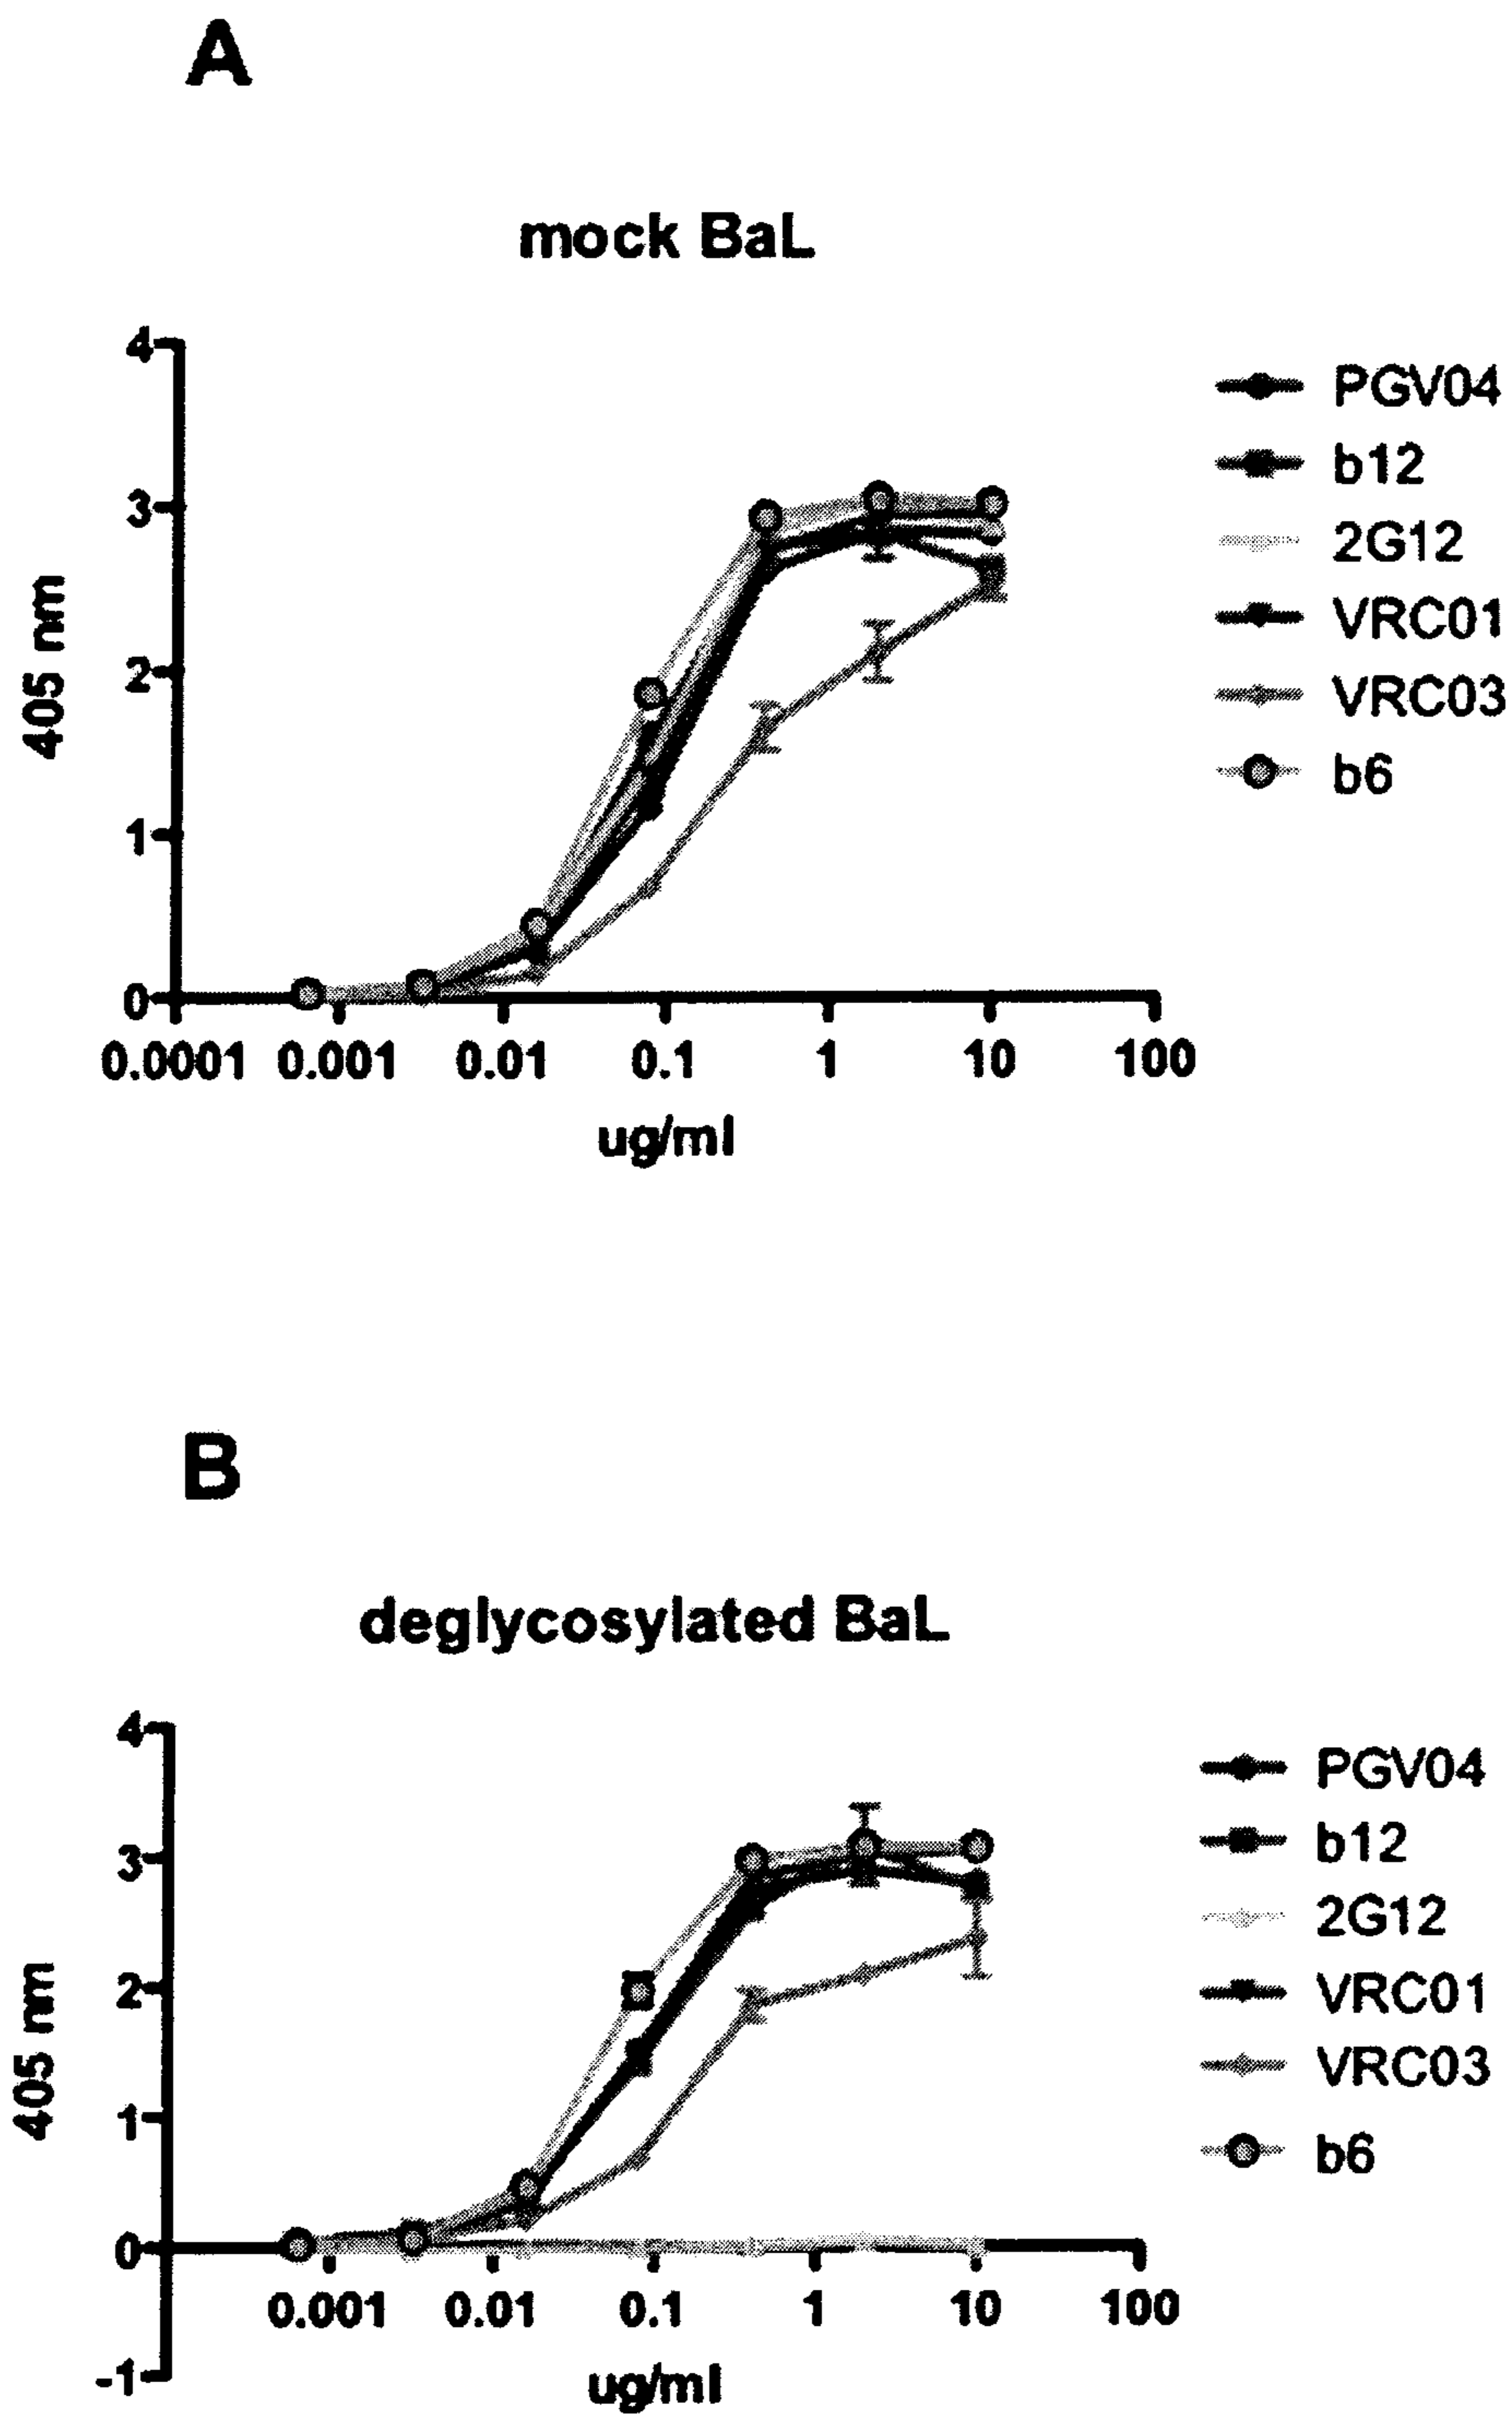 A
mock BaL
4
3
2
1
0
405 nm
0.0001 0.001 0.01 0.1 1 10 100
ug/ml
PGV04
b12
2G12
VRC01
VRC03
b6
B
deglycosylated BaL
4
3
2
1
0
-1
405 nm
0.001 0.01 0.1 1 10 100
ug/ml
PGV04
b12
2G12
VRC01
VRC03
b6